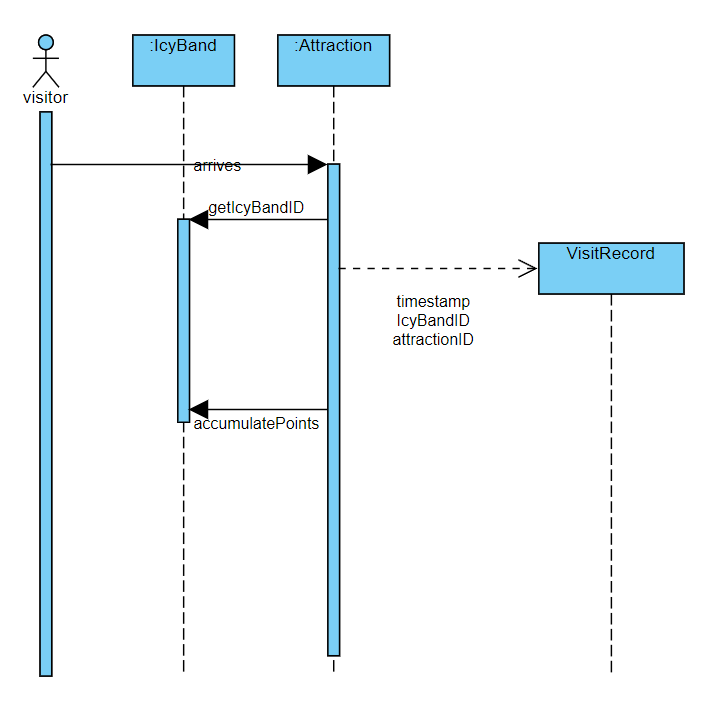 :IcyBand
:Attraction
visitor
arrives
getIcyBandID
VisitRecord
timestamp
IcyBandID
attractionID
accumulatePoints